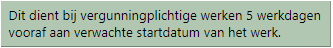 Dit dient bij vergunningplichtige werken 5 werkdagen
vooraf aan verwachte startdatum van het werk.